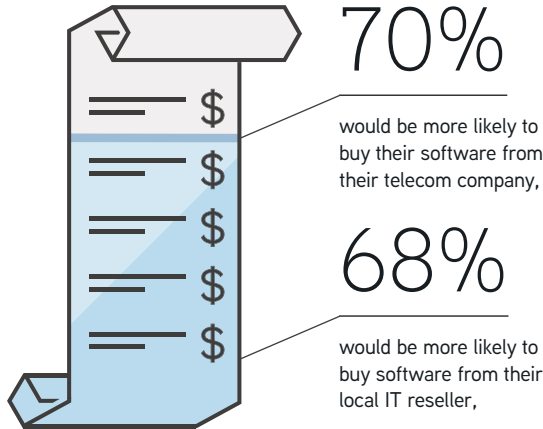 $
$
$
$
$
70%
would be more likely to
buy their software from
their telecom company,
68%
would be more likely to
buy software from their
local IT reseller,